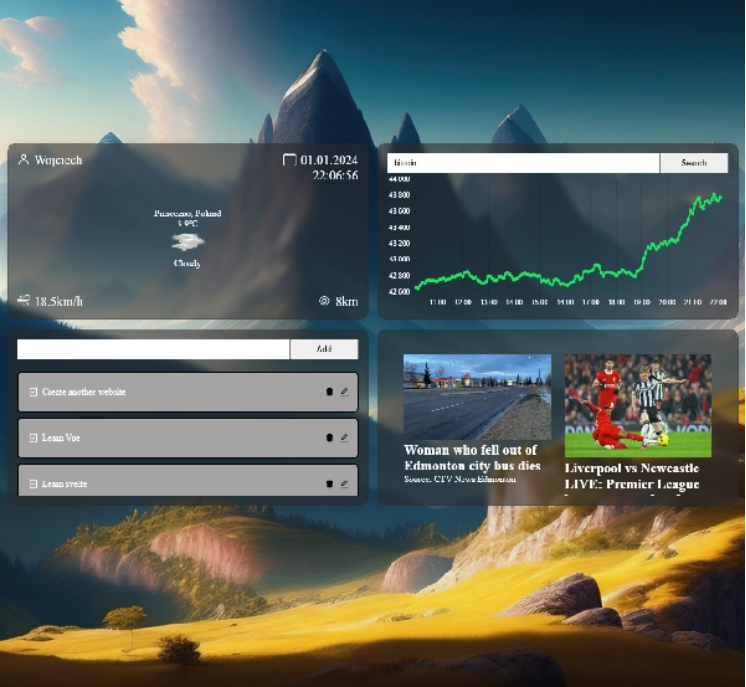 Wojciech
01.01.2024
22:06:56
Piaseczno, Poland
3.9°C
Cloudy
18.5km/h
8km
bitcoin
Search
44 000
43 800
43 600
43 400
43 200
43 000
42 800
42 600
11:00 12:00 13:00 14:00 15:00 16:00 17:00 18:00 19:00 20:00 21:00 22:00
Add
Create another website
Learn Vue
Learn svelte
Woman who fell out of
Edmonton city bus dies
Source: CTV News Edmonton
Liverpool vs Newcastle
LIVE: Premier League